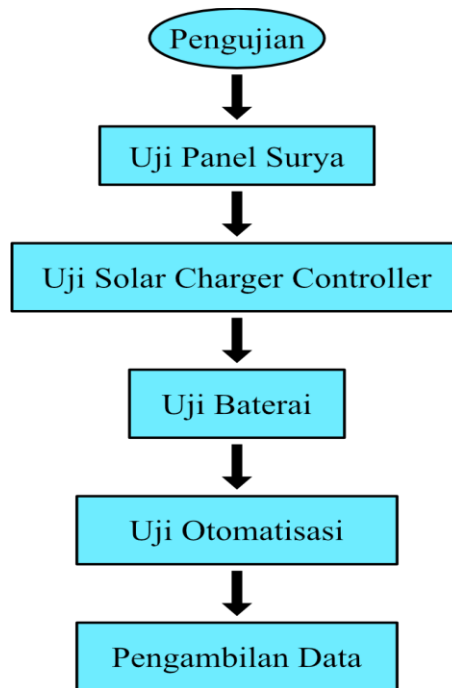 Pengujian
Uji Panel Surya
Uji Solar Charger Controller
Uji Baterai
Uji Otomatisasi
Pengambilan Data